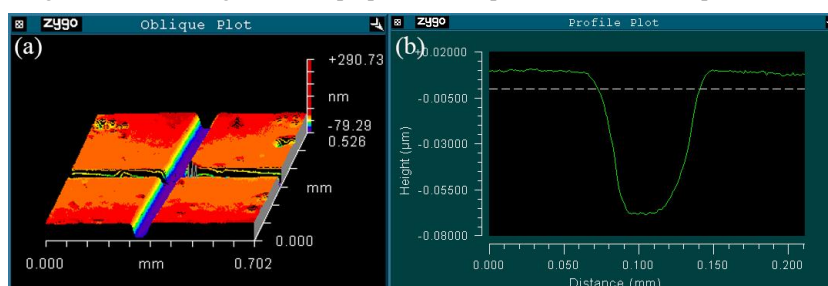 zygo Oblique Plot
(a)
+290.73
nm
-79.29
0.526
mm
0.000
0.000 mm 0.702
zygo Profile Plot
(b)
+0.02000
-0.00500
-0.03000
-0.05500
-0.08000
Height (µm)
0.000 0.050 0.100 0.150 0.200
Distance (mm)